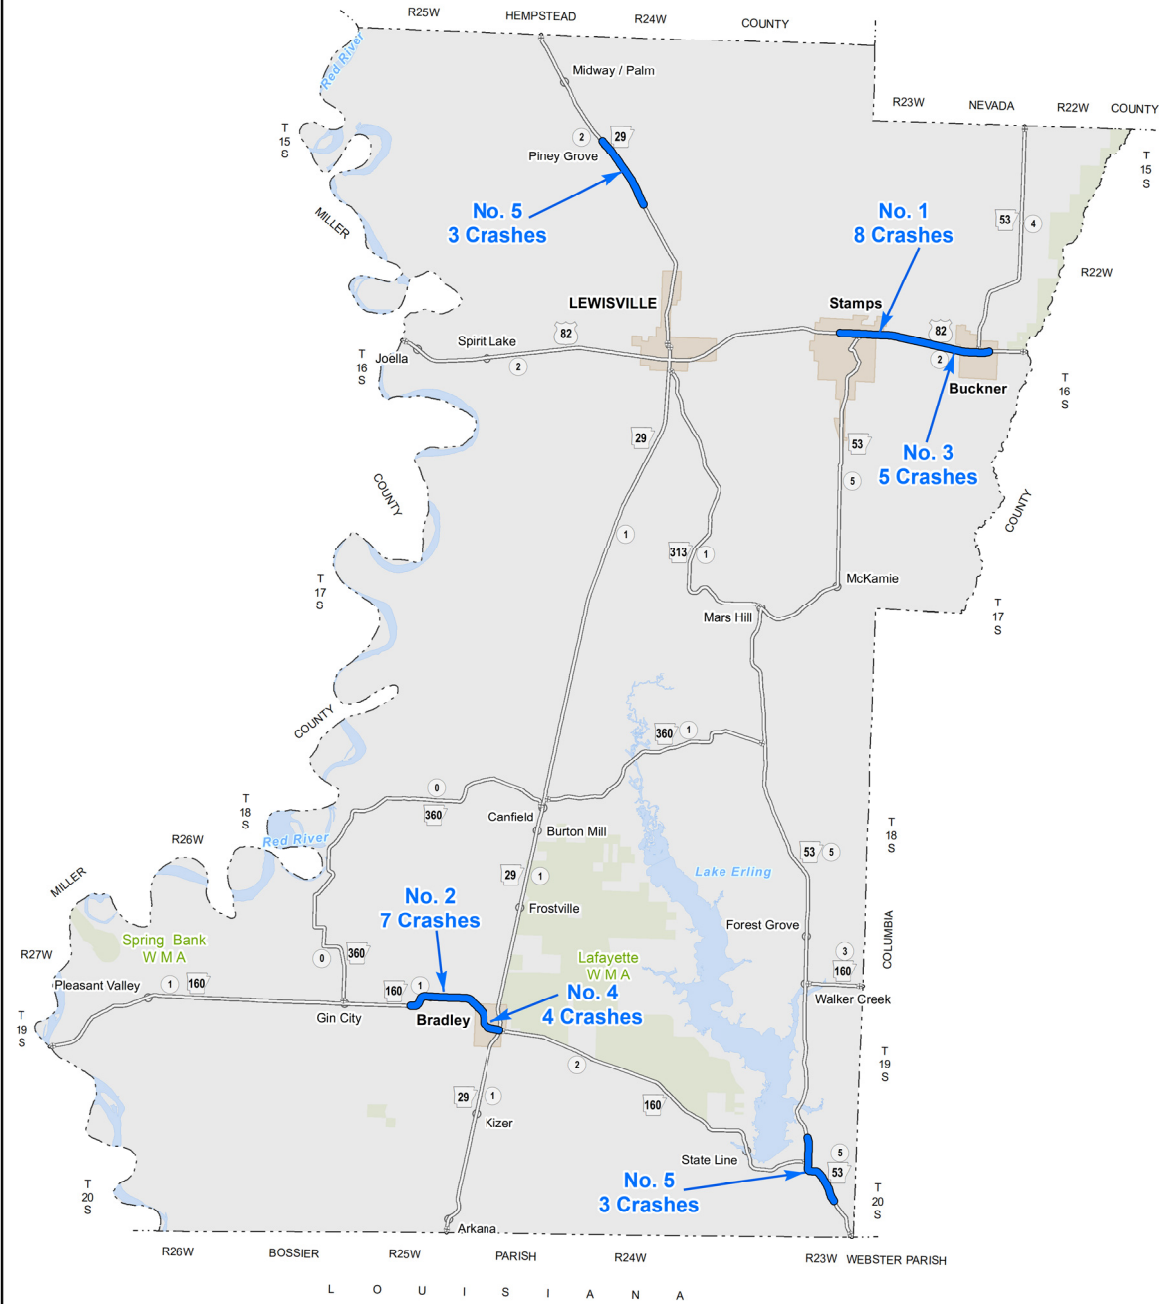 R25W
HEMPSTEAD
R24W
COUNTY
Red River
Midway / Palm
R23W
NEVADA
R22W
COUNTY
T
15
S
2
29
Piney Grove
T
15
S
No. 5
3 Crashes
No. 1
8 Crashes
MILLER
53
4
R22W
LEWISVILLE
Stamps
82
82
Spirit Lake
Joella
2
2
T
16
S
Buckner
T
16
S
29
53
No. 3
5 Crashes
5
COUNTY
COUNTY
1
313
1
McKamie
T
17
S
Mars Hill
T
17
S
COUNTY
360
1
0
360
Canfield
Burton Mill
T
18
S
Red River
R26W
T
18
S
53
5
MILLER
29
1
Lake Erling
No. 2
7 Crashes
Frostville
Forest Grove
COLUMBIA
Spring Bank
WMA
R27W
0
360
Lafayette
WMA
3
160
Pleasant Valley
1
160
160
1
No. 4
4 Crashes
Walker Creek
Gin City
Bradley
T
19
S
T
19
S
2
29
1
160
Kizer
State Line
5
53
No. 5
3 Crashes
T
20
S
T
20
S
Arkana
R26W
BOSSIER
R25W
PARISH
R24W
R23W
WEBSTER PARISH
L O U I S I A N A